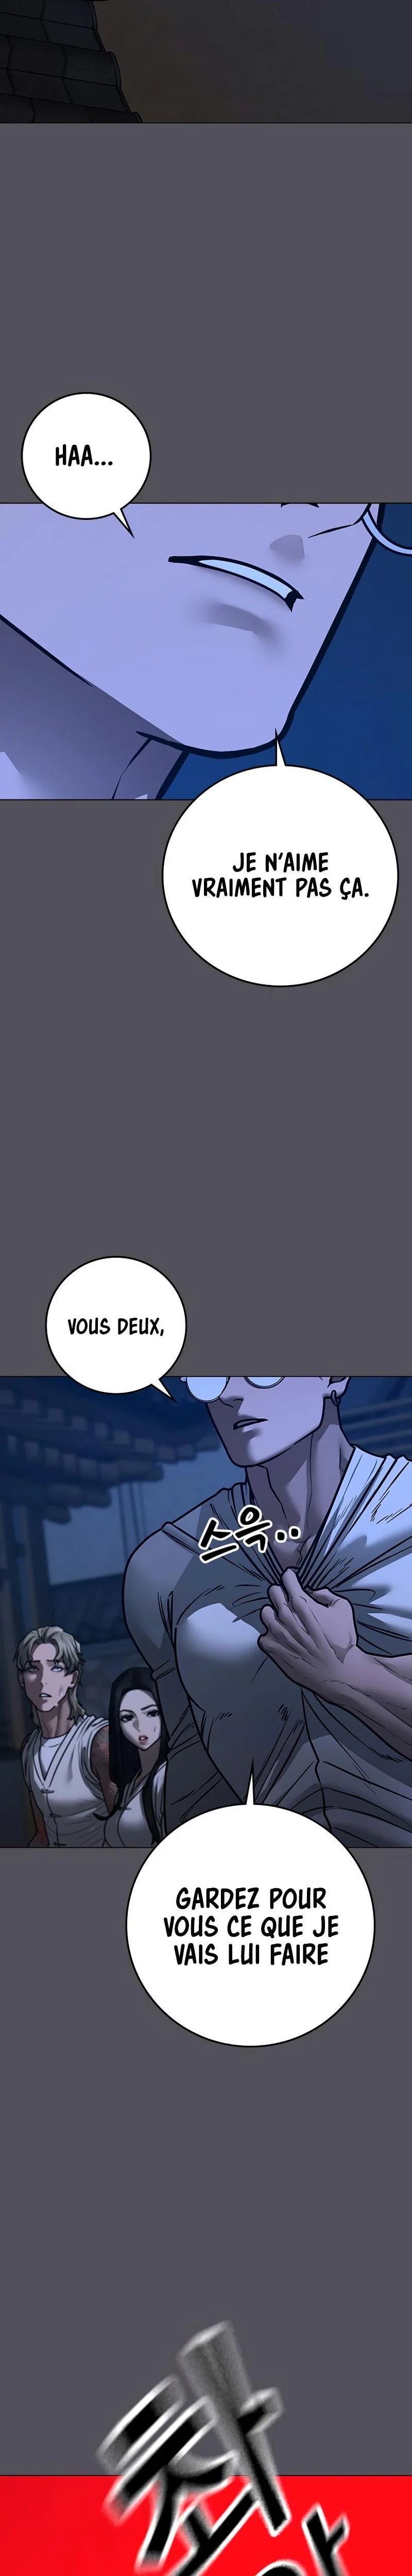 HAA...
JE N'AIME
VRAIMENT PAS ÇA.
VOUS DEUX,
스윽..
GARDEZ POUR
VOUS CE QUE JE
VAIS LUI FAIRE